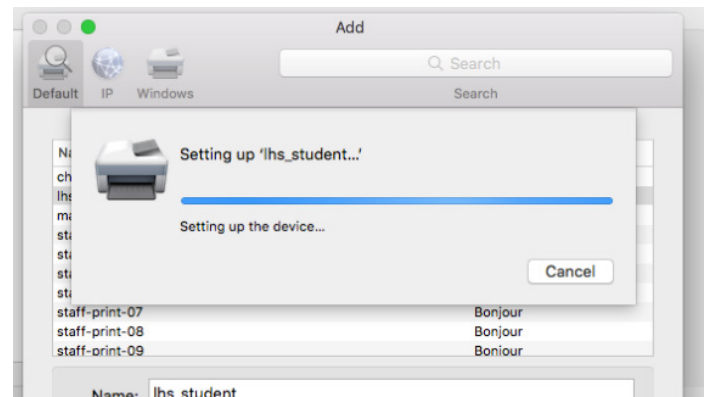 Add
Search
Default IP Windows Search
Setting up 'lhs_student...'
Setting up the device...
Cancel
staff-print-07 Bonjour
staff-print-08 Bonjour
staff-print-09 Bonjour
Name: lhs_student